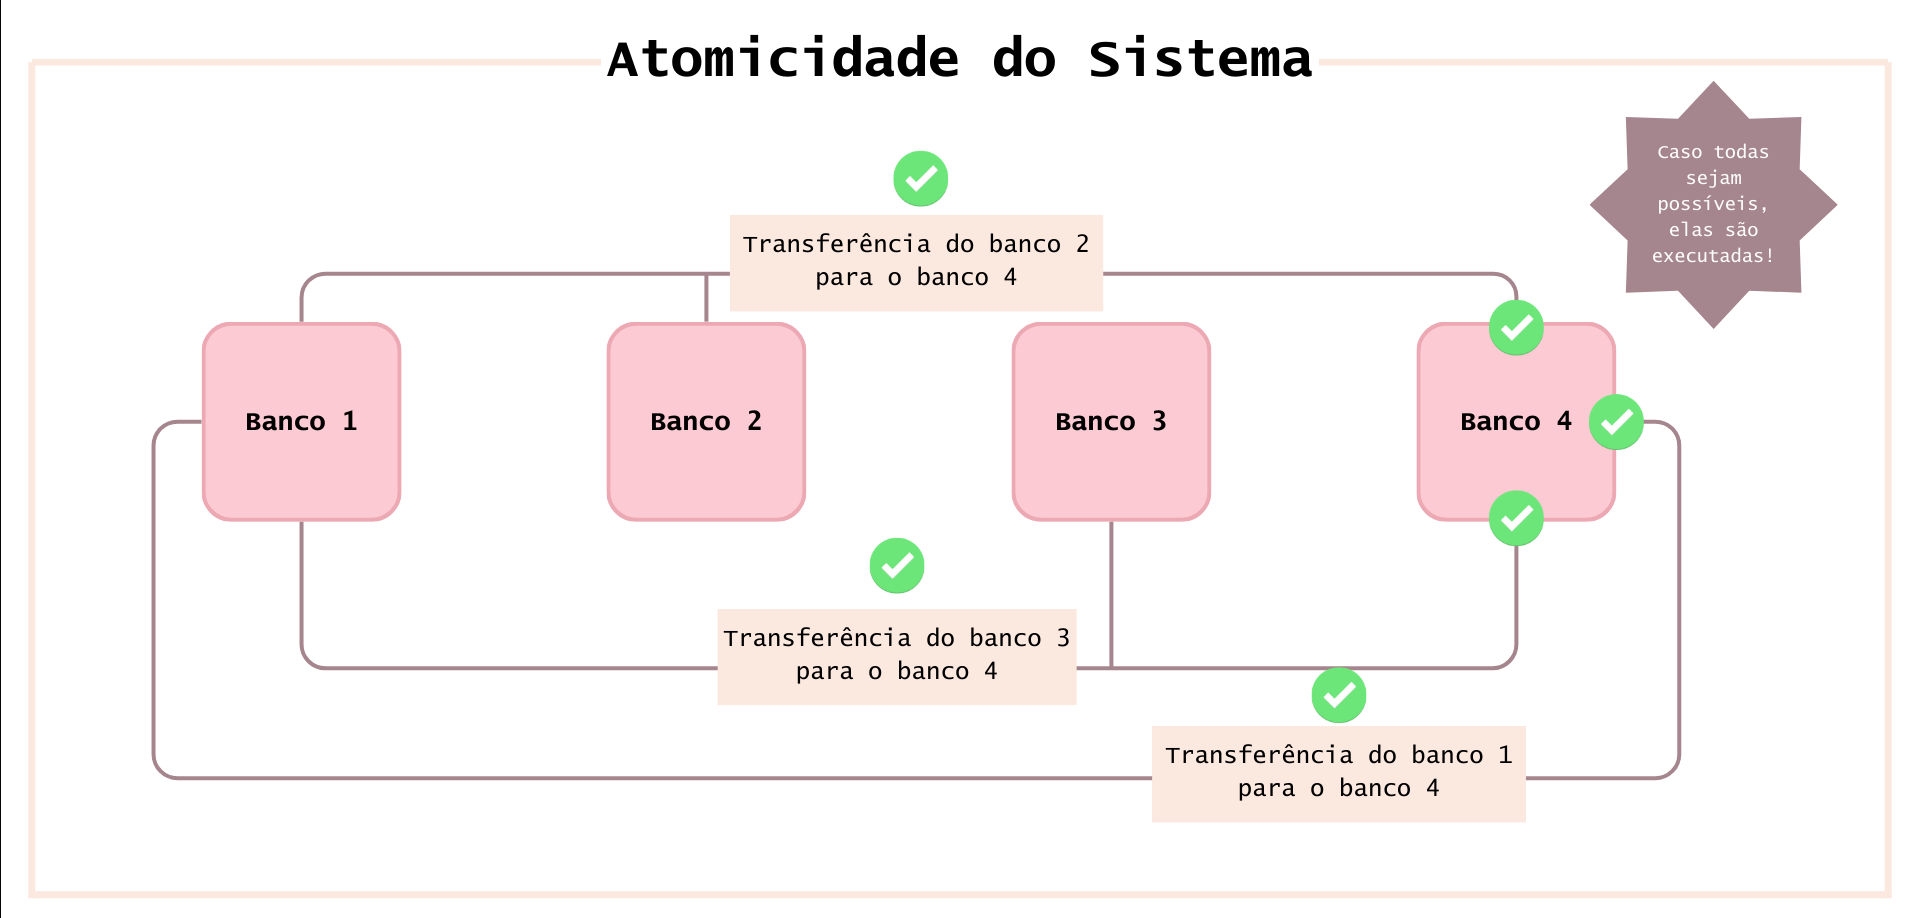 Atomicidade do Sistema
Caso todas
sejam
possíveis,
elas são
executadas!
Transferência do banco 2
para o banco 4
Banco 1
Banco 2
Banco 3
Banco 4
Transferência do banco 3
para o banco 4
Transferência do banco 1
para o banco 4